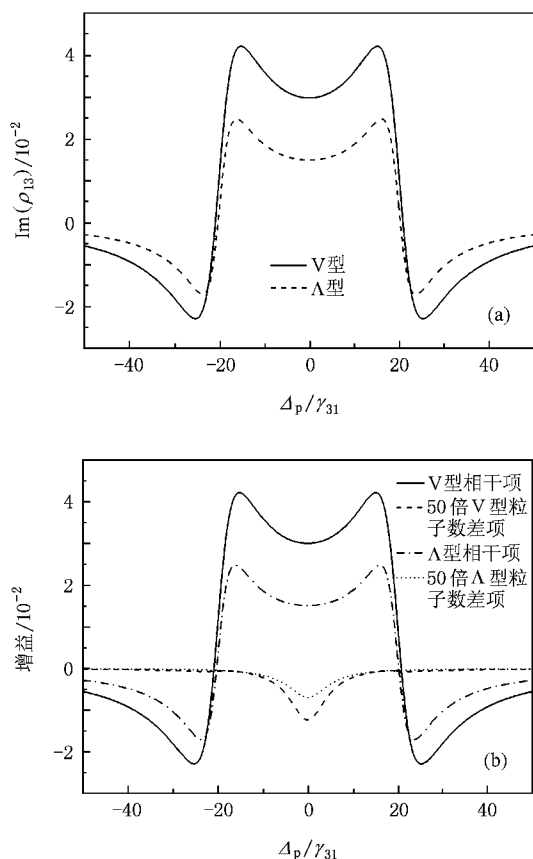 4
2
0
−2
Im(ρ₁₃)/10⁻²
V型
Λ型
(a)
−40
−20
0
20
40
Δₚ/γ₃₁
4
2
0
−2
增益/10⁻²
V型相干项
50倍V型粒
子数差项
Λ型相干项
50倍Λ型粒
子数差项
(b)
−40
−20
0
20
40
Δₚ/γ₃₁